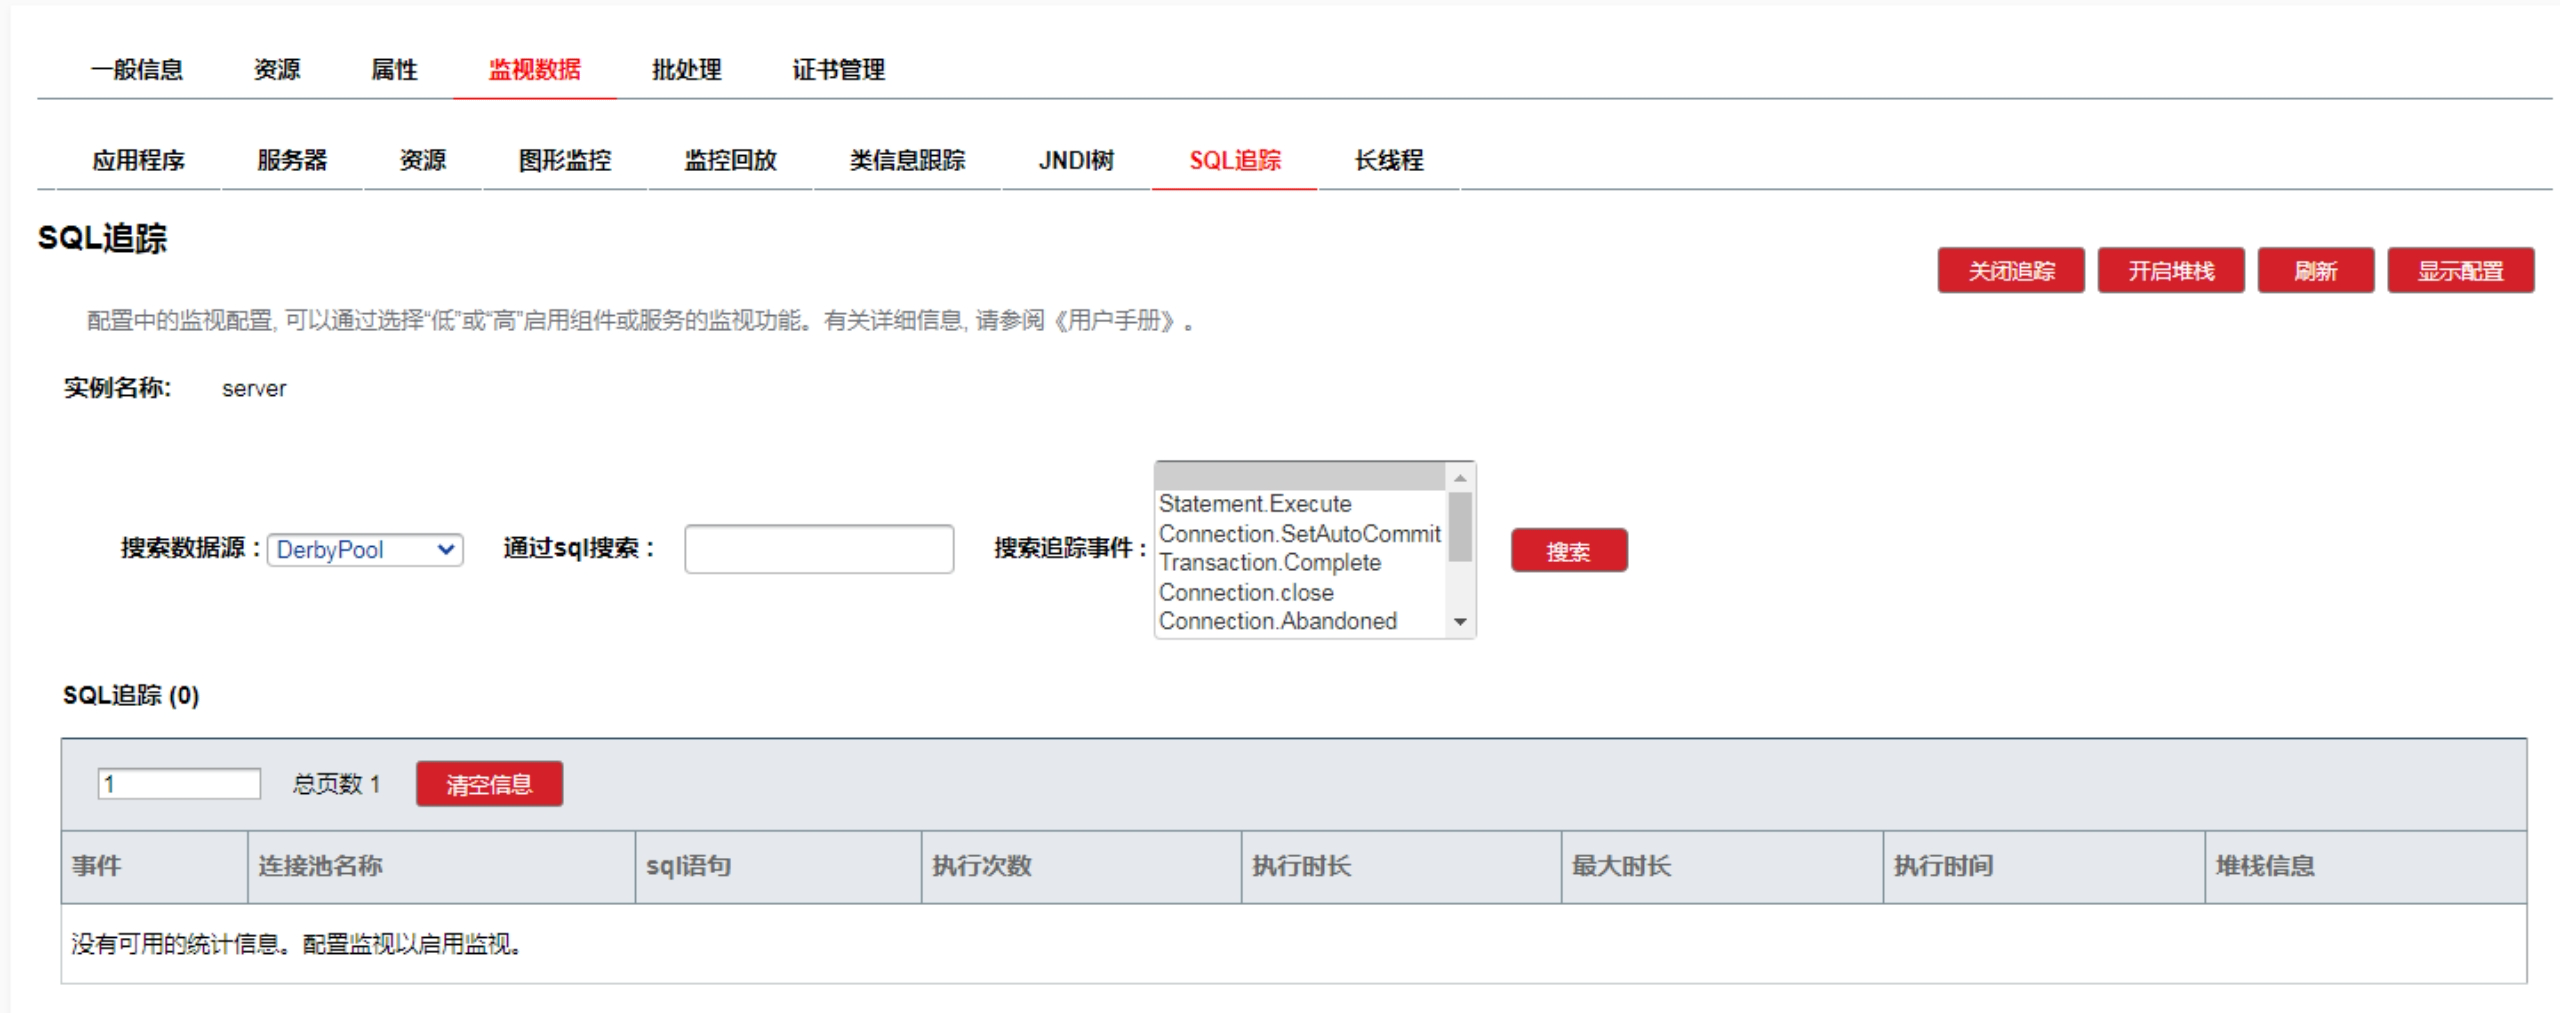 一般信息 资源 属性 监视数据 批处理 证书管理
应用程序 服务器 资源 图形监控 监控回放 类信息跟踪 JNDI树 SQL追踪 长线程
SQL追踪
关闭追踪 开启堆栈 刷新 显示配置
配置中的监视配置, 可以通过选择“低”或“高”启用组件或服务的监视功能。有关详细信息, 请参阅《用户手册》。
实例名称: server
搜索数据源： DerbyPool 通过sql搜索： 搜索追踪事件：
Statement.Execute
Connection.SetAutoCommit
Transaction.Complete
Connection.close
Connection.Abandoned
搜索
SQL追踪 (0)
1 总页数 1 清空信息
事件 连接池名称 sql语句 执行次数 执行时长 最大时长 执行时间 堆栈信息
没有可用的统计信息。配置监视以启用监视。